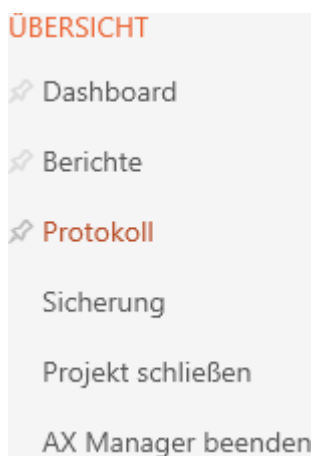 ÜBERSICHT
Dashboard
Berichte
Protokoll
Sicherung
Projekt schließen
AX Manager beenden